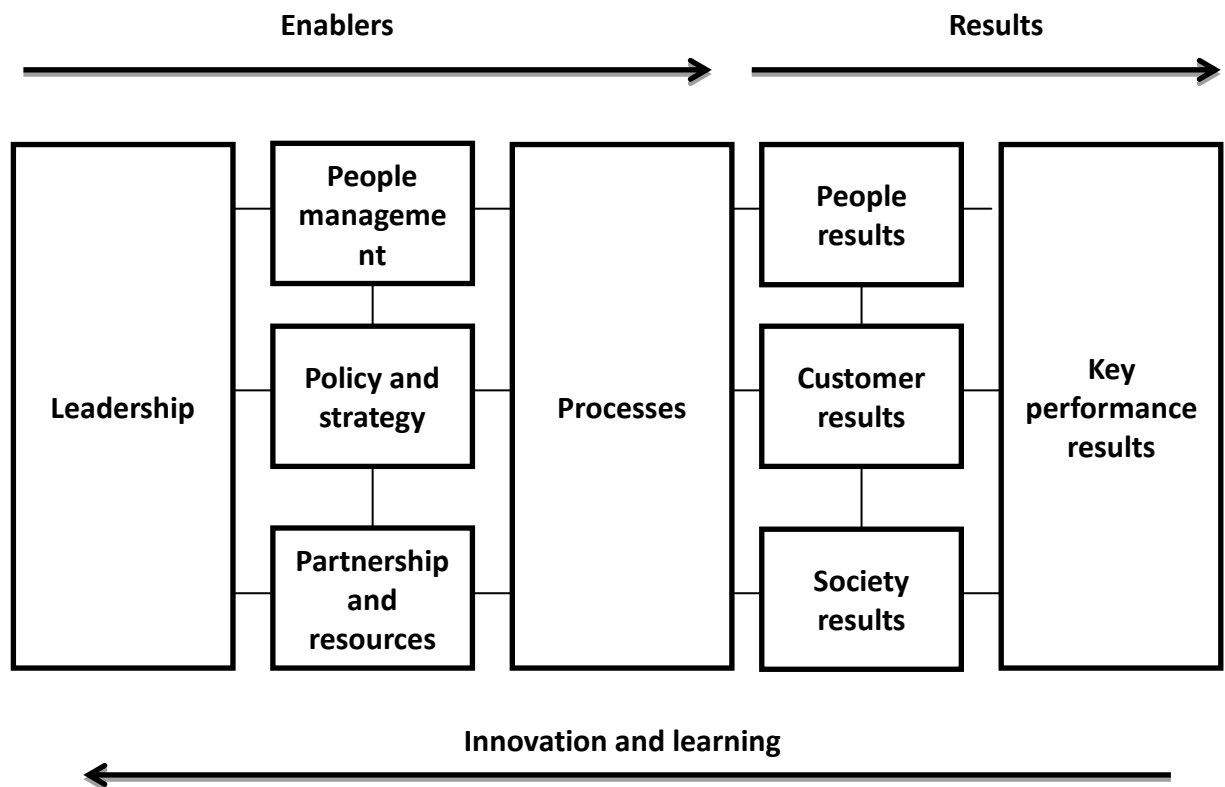 Enablers
Results
Leadership
People
manageme
nt
Policy and
strategy
Partnership
and
resources
Processes
People
results
Customer
results
Society
results
Key
performance
results
Innovation and learning